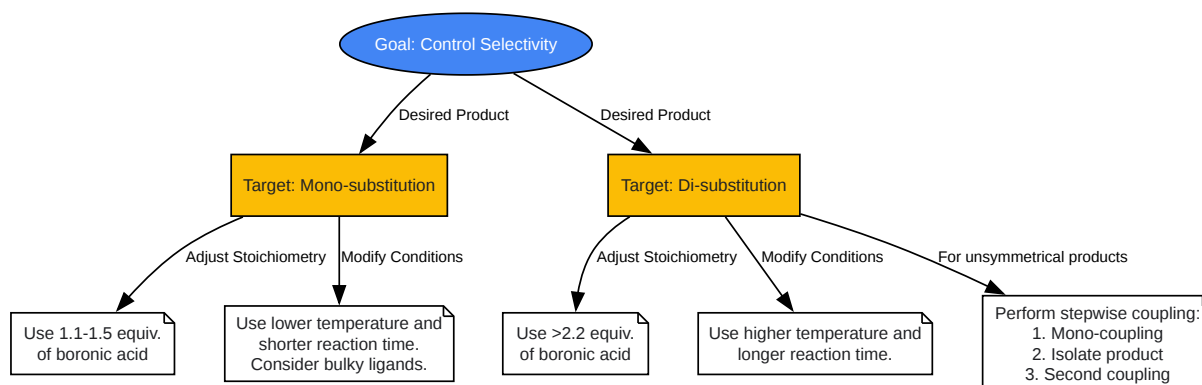 Goal: Control Selectivity
Desired Product
Desired Product
Target: Mono-substitution
Target: Di-substitution
Adjust Stoichiometry
Modify Conditions
Adjust Stoichiometry
Modify Conditions
For unsymmetrical products
Use 1.1-1.5 equiv.
of boronic acid
Use lower temperature and
shorter reaction time.
Consider bulky ligands.
Use >2.2 equiv.
of boronic acid
Use higher temperature and
longer reaction time.
Perform stepwise coupling:
1. Mono-coupling
2. Isolate product
3. Second coupling